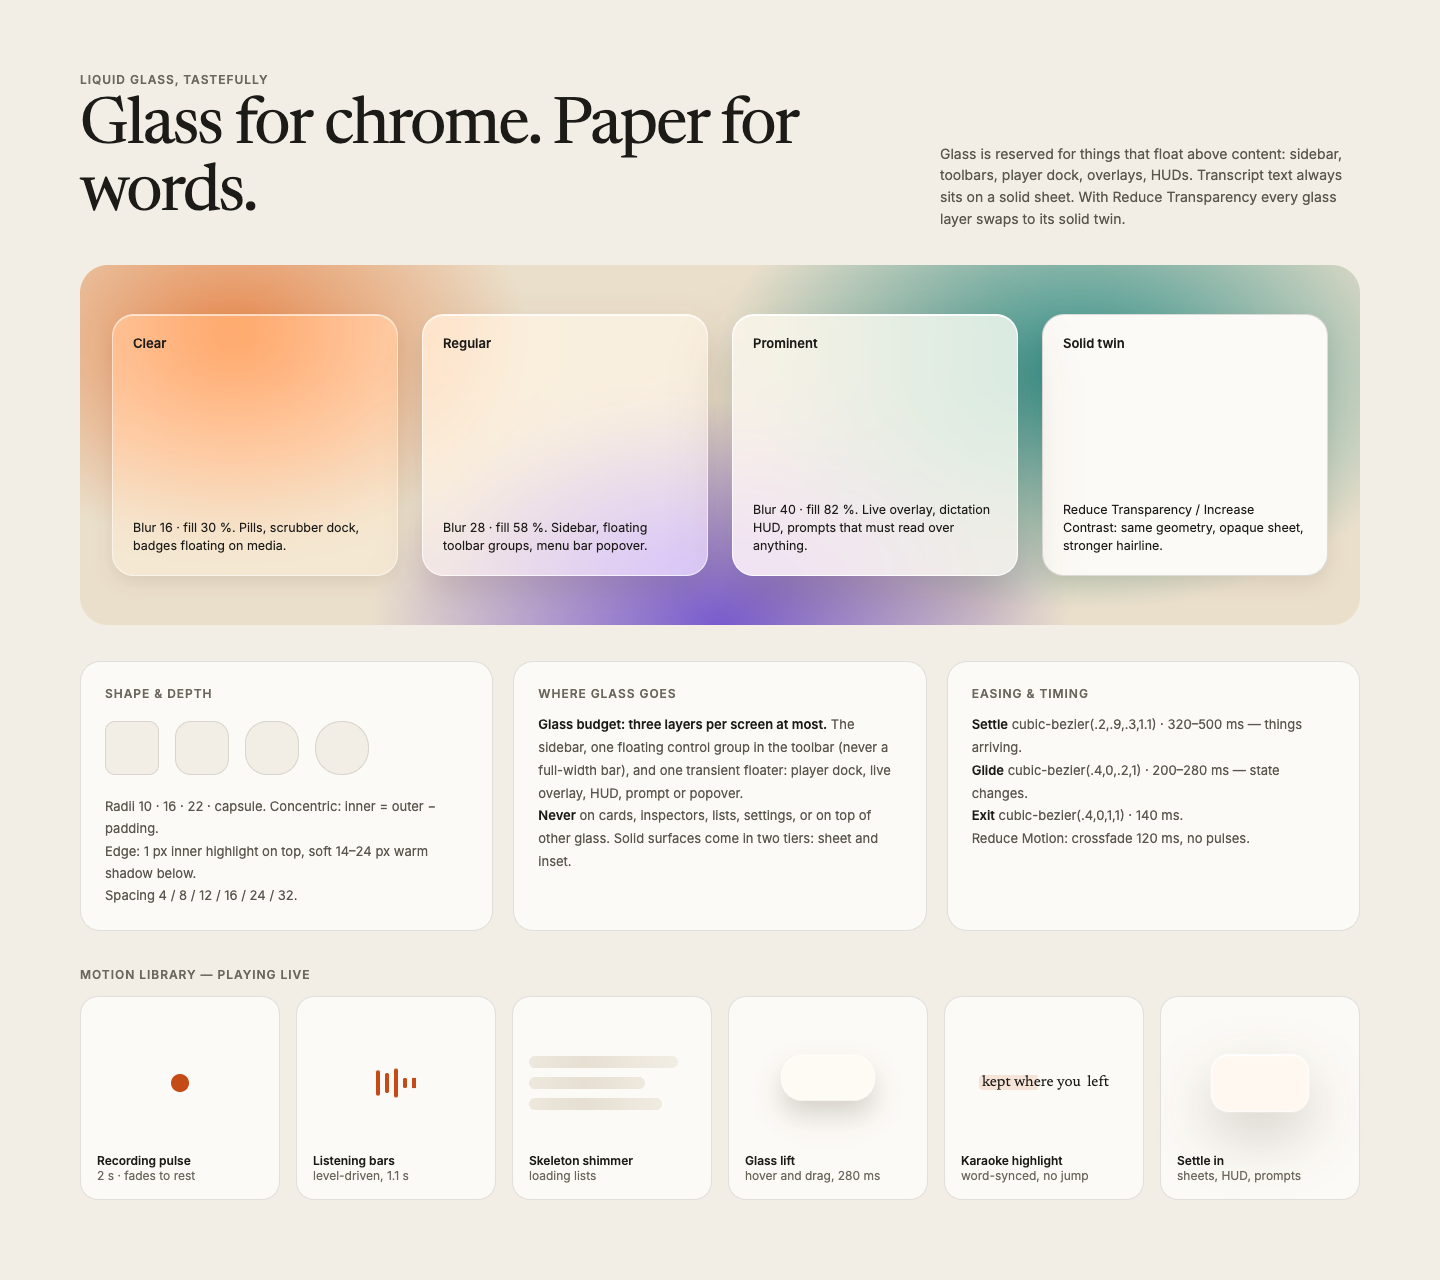 LIQUID GLASS, TASTEFULLY
Glass for chrome. Paper for
words.
Glass is reserved for things that float above content: sidebar,
toolbars, player dock, overlays, HUDs. Transcript text always
sits on a solid sheet. With Reduce Transparency every glass
layer swaps to its solid twin.
Clear
Blur 16 · fill 30 %. Pills, scrubber dock,
badges floating on media.
Regular
Blur 28 · fill 58 %. Sidebar, floating
toolbar groups, menu bar popover.
Prominent
Blur 40 · fill 82 %. Live overlay, dictation
HUD, prompts that must read over
anything.
Solid twin
Reduce Transparency / Increase
Contrast: same geometry, opaque sheet,
stronger hairline.
SHAPE & DEPTH
Radii 10 · 16 · 22 · capsule. Concentric: inner = outer −
padding.
Edge: 1 px inner highlight on top, soft 14–24 px warm
shadow below.
Spacing 4 / 8 / 12 / 16 / 24 / 32.
WHERE GLASS GOES
Glass budget: three layers per screen at most. The
sidebar, one floating control group in the toolbar (never a
full-width bar), and one transient floater: player dock, live
overlay, HUD, prompt or popover.
Never on cards, inspectors, lists, settings, or on top of
other glass. Solid surfaces come in two tiers: sheet and
inset.
EASING & TIMING
Settle cubic-bezier(.2,.9,.3,1.1) · 320–500 ms — things
arriving.
Glide cubic-bezier(.4,0,.2,1) · 200–280 ms — state
changes.
Exit cubic-bezier(.4,0,1,1) · 140 ms.
Reduce Motion: crossfade 120 ms, no pulses.
MOTION LIBRARY — PLAYING LIVE
Recording pulse
2 s · fades to rest
Listening bars
level-driven, 1.1 s
Skeleton shimmer
loading lists
Glass lift
hover and drag, 280 ms
kept where you left
Karaoke highlight
word-synced, no jump
Settle in
sheets, HUD, prompts